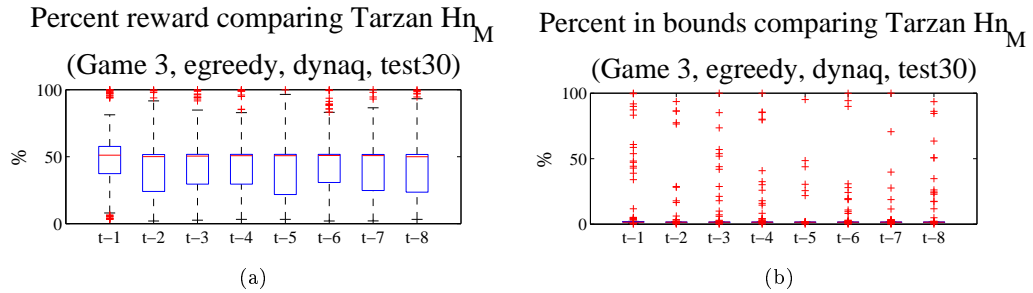 Percent reward comparing Tarzan Hn_M
(Game 3, egreedy, dynaq, test30)
100
50
0
%
t−1 t−2 t−3 t−4 t−5 t−6 t−7 t−8
(a)
Percent in bounds comparing Tarzan Hn_M
(Game 3, egreedy, dynaq, test30)
100
50
0
%
t−1 t−2 t−3 t−4 t−5 t−6 t−7 t−8
(b)